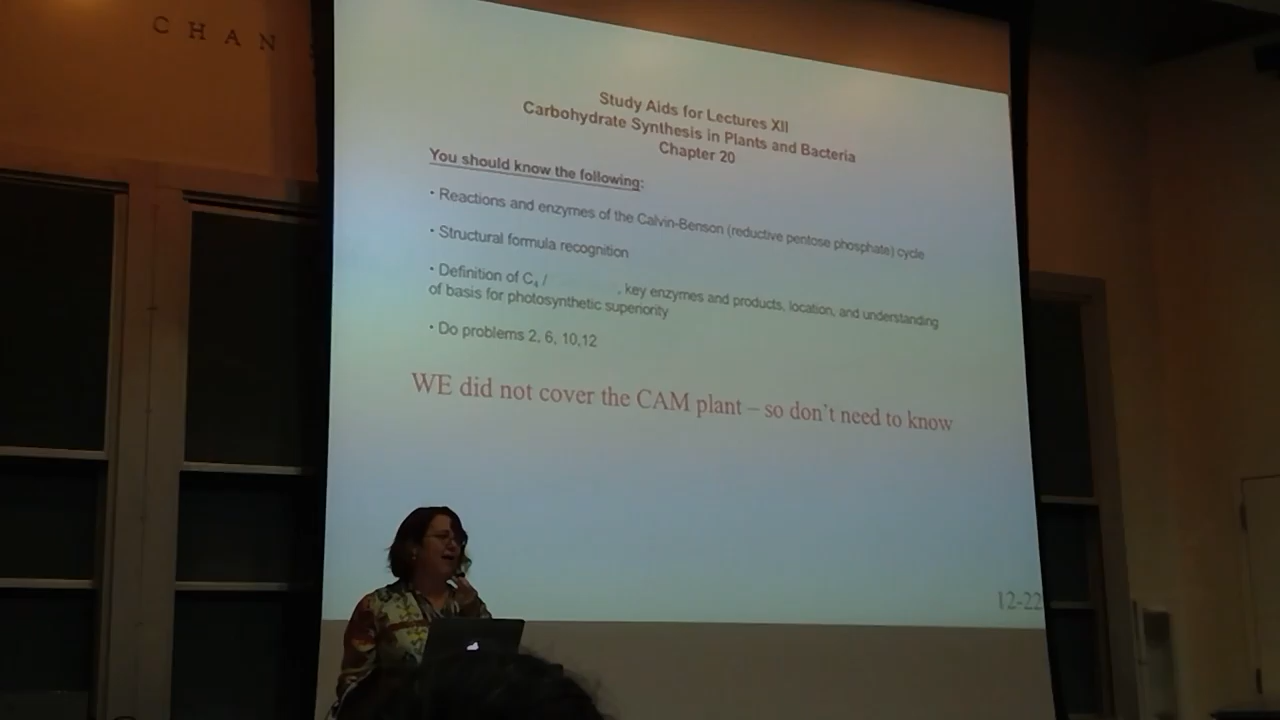 CHAN
Study Aids for Lectures XII
Carbohydrate Synthesis in Plants and Bacteria
Chapter 20
You should know the following:
• Reactions and enzymes of the Calvin-Benson (reductive pentose phosphate) cycle
• Structural formula recognition
• Definition of C₄ / , key enzymes and products, location, and understanding
of basis for photosynthetic superiority
• Do problems 2, 6, 10,12
WE did not cover the CAM plant – so don`t need to know
12-22